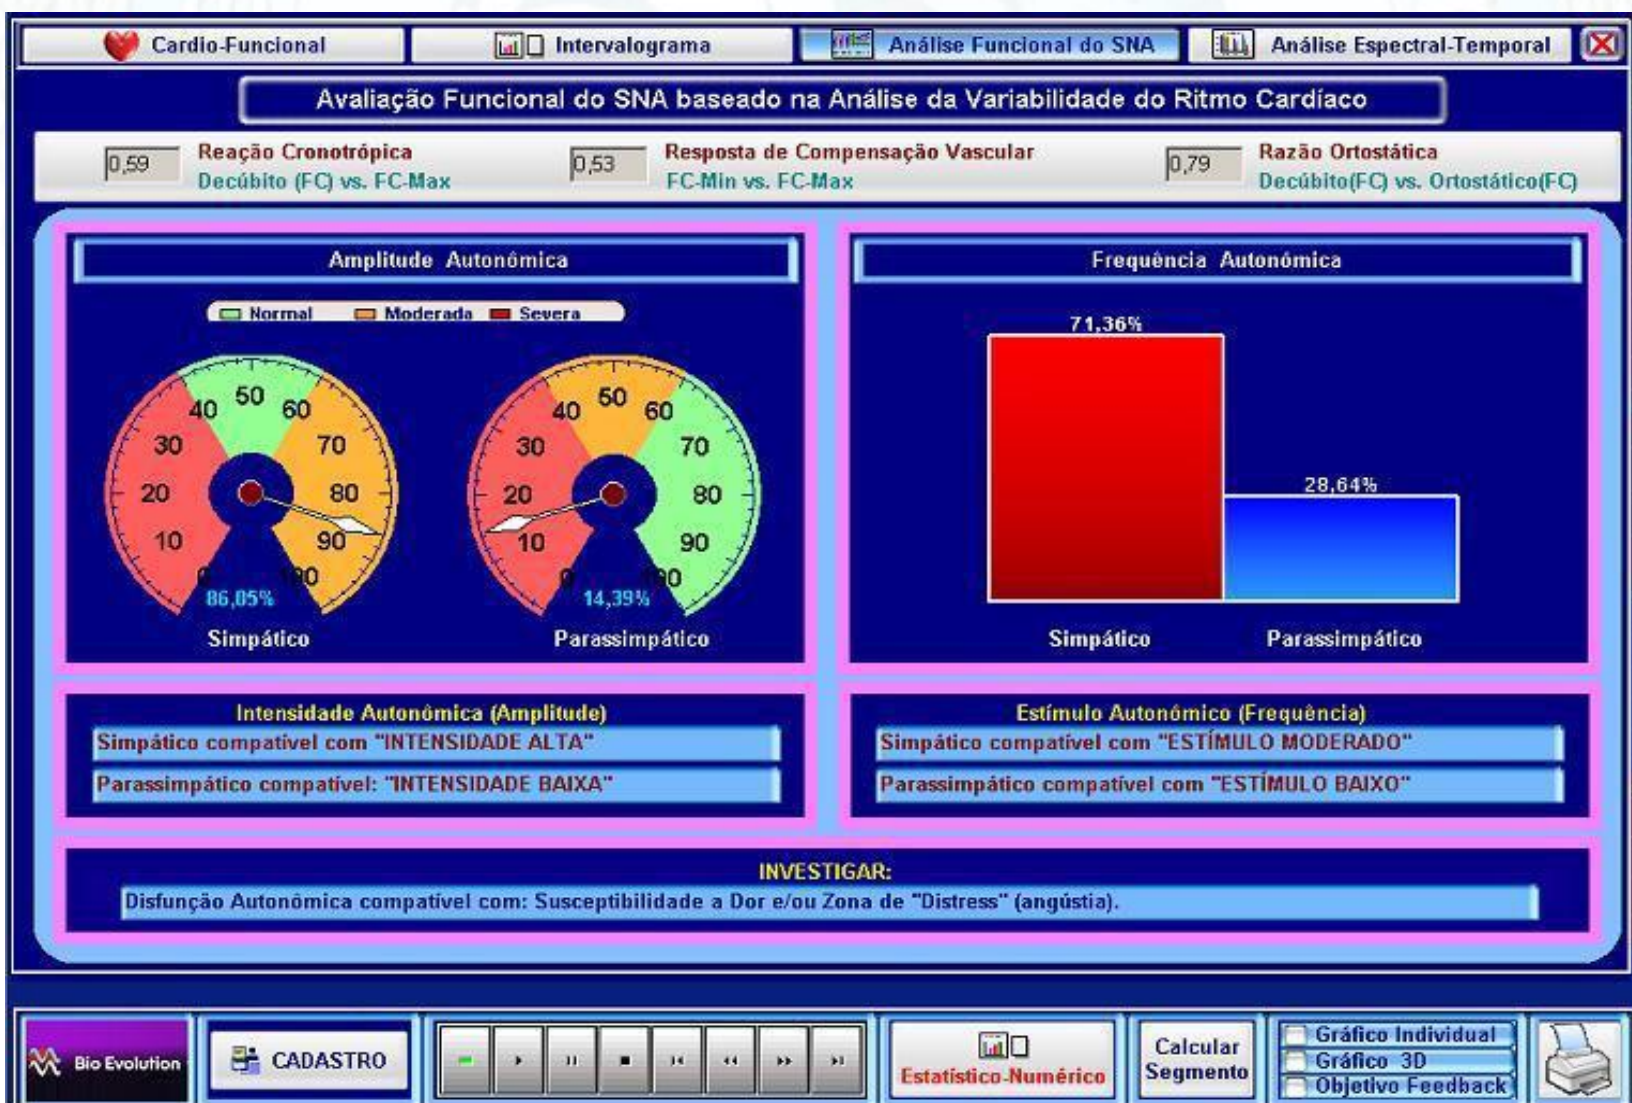 Cardio-Funcional
Intervalograma
Análise Funcional do SNA
Análise Espectral-Temporal
Avaliação Funcional do SNA baseado na Análise da Variabilidade do Ritmo Cardíaco
0,59
Reação Cronotrópica
Decúbito (FC) vs. FC-Max
0,53
Resposta de Compensação Vascular
FC-Min vs. FC-Max
0,79
Razão Ortostática
Decúbito(FC) vs. Ortostático(FC)
Amplitude Autonômica
Normal Moderada Severa
0 10 20 30 40 50 60 70 80 90 100
86,05%
Simpático
0 10 20 30 40 50 60 70 80 90 100
14,39%
Parassimpático
Frequência Autonómica
71,36%
28,64%
Simpático
Parassimpático
Intensidade Autonômica (Amplitude)
Simpático compatível com "INTENSIDADE ALTA"
Parassimpático compatível: "INTENSIDADE BAIXA"
Estímulo Autonômico (Frequência)
Simpático compatível com "ESTÍMULO MODERADO"
Parassimpático compatível com "ESTÍMULO BAIXO"
INVESTIGAR:
Disfunção Autonômica compatível com: Susceptibilidade a Dor e/ou Zona de "Distress" (angústia).
Bio Evolution
CADASTRO
Estatístico-Numérico
Calcular
Segmento
Gráfico Individual
Gráfico 3D
Objetivo Feedback